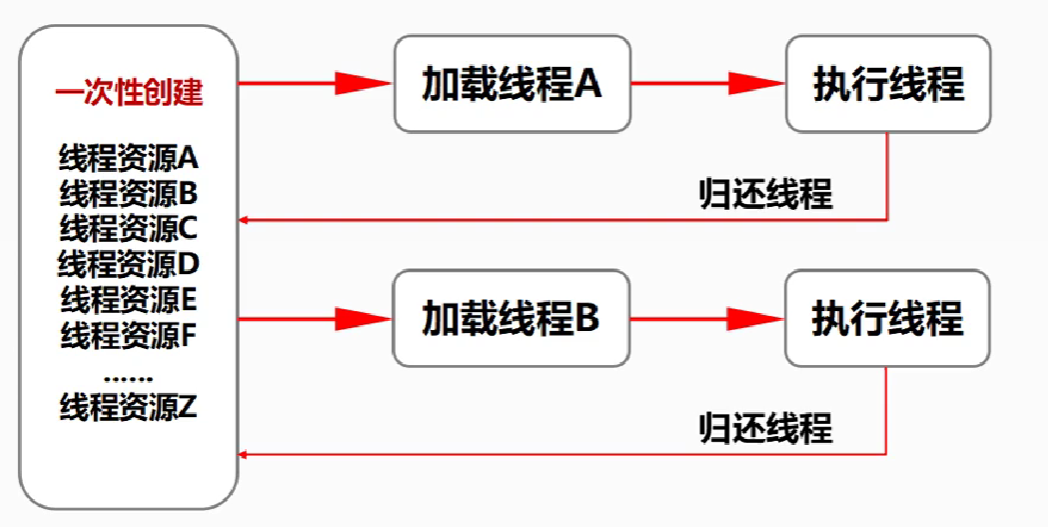 一次性创建
线程资源A
线程资源B
线程资源C
线程资源D
线程资源E
线程资源F
......
线程资源Z
加载线程A
执行线程
归还线程
加载线程B
执行线程
归还线程